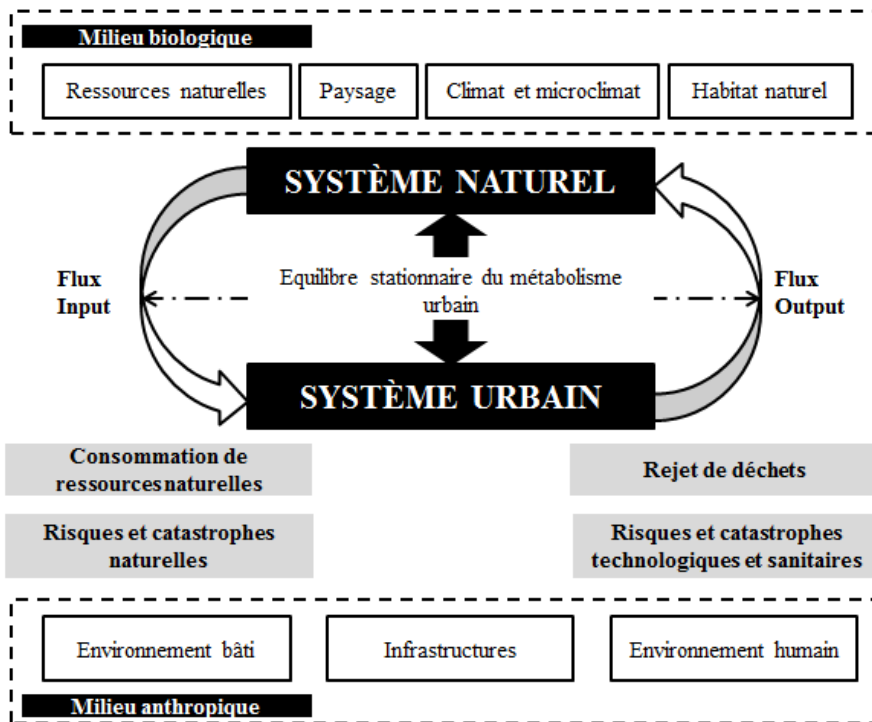 Milieu biologique
Ressources naturelles
Paysage
Climat et microclimat
Habitat naturel
SYSTÈME NATUREL
Flux
Input
Equilibre stationnaire du métabolisme
urbain
Flux
Output
SYSTÈME URBAIN
Consommation de
ressources naturelles
Rejet de déchets
Risques et catastrophes
naturelles
Risques et catastrophes
technologiques et sanitaires
Environnement bâti
Infrastructures
Environnement humain
Milieu anthropique